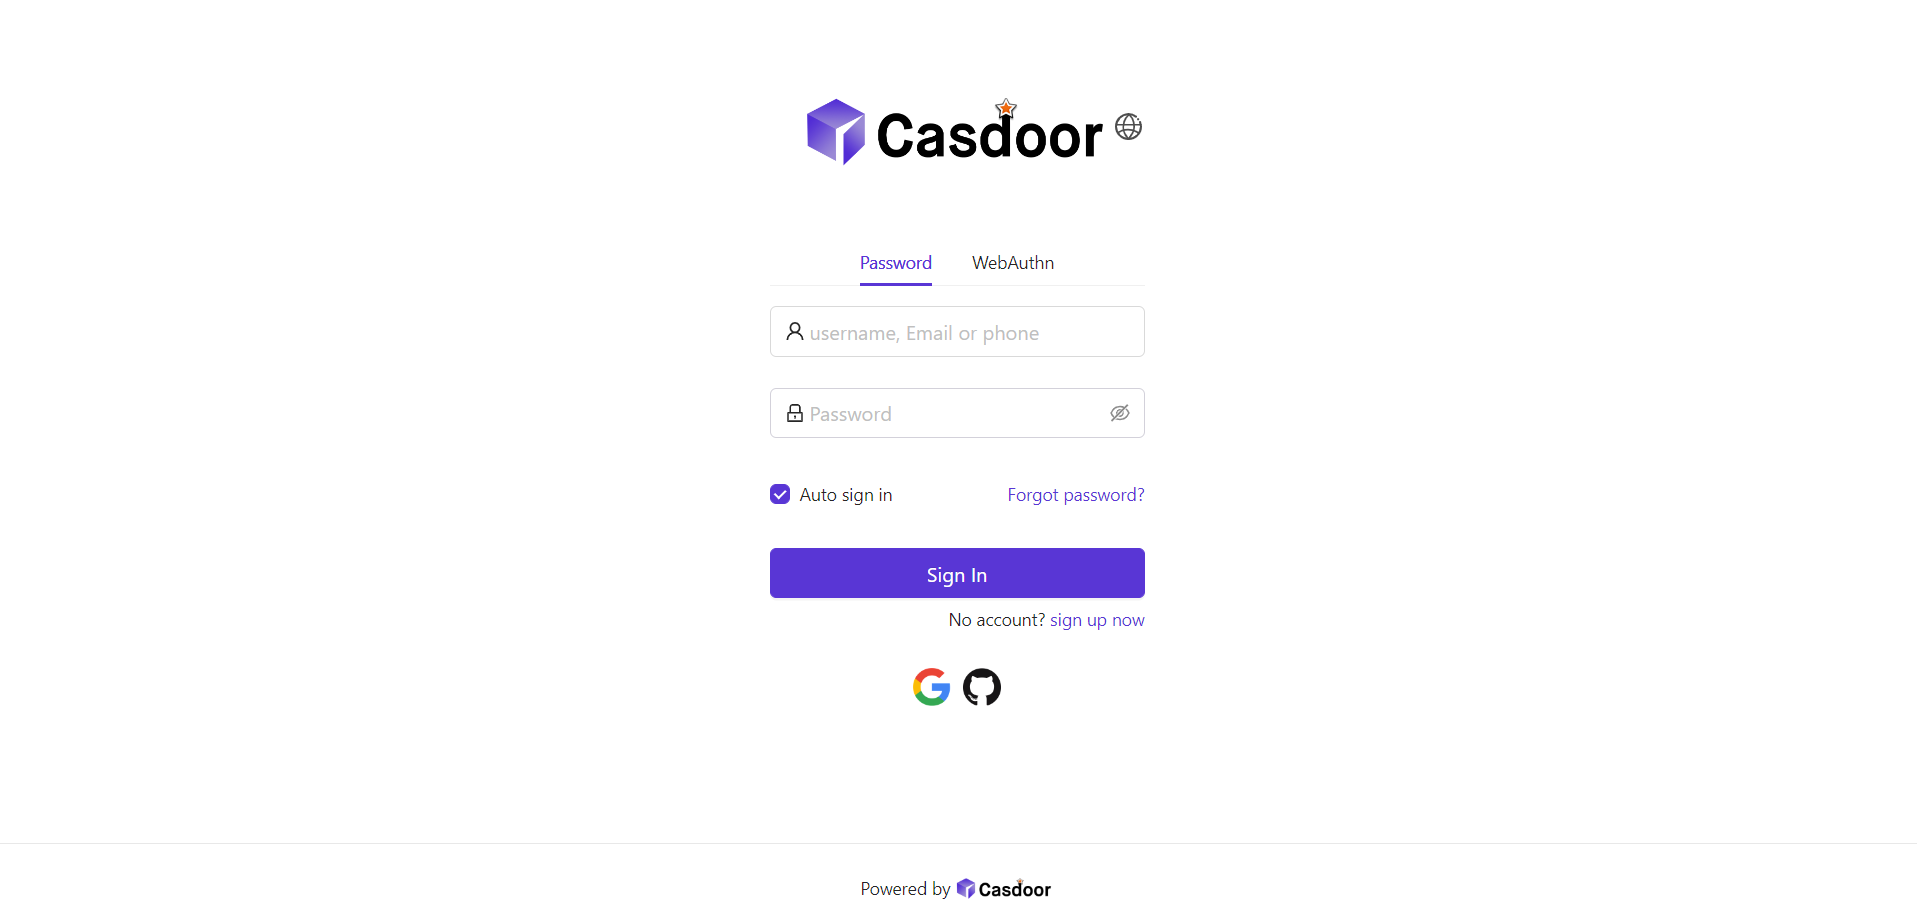 Casdoor
Password WebAuthn
username, Email or phone
Password
Auto sign in Forgot password?
Sign In
No account? sign up now
Powered by Casdoor